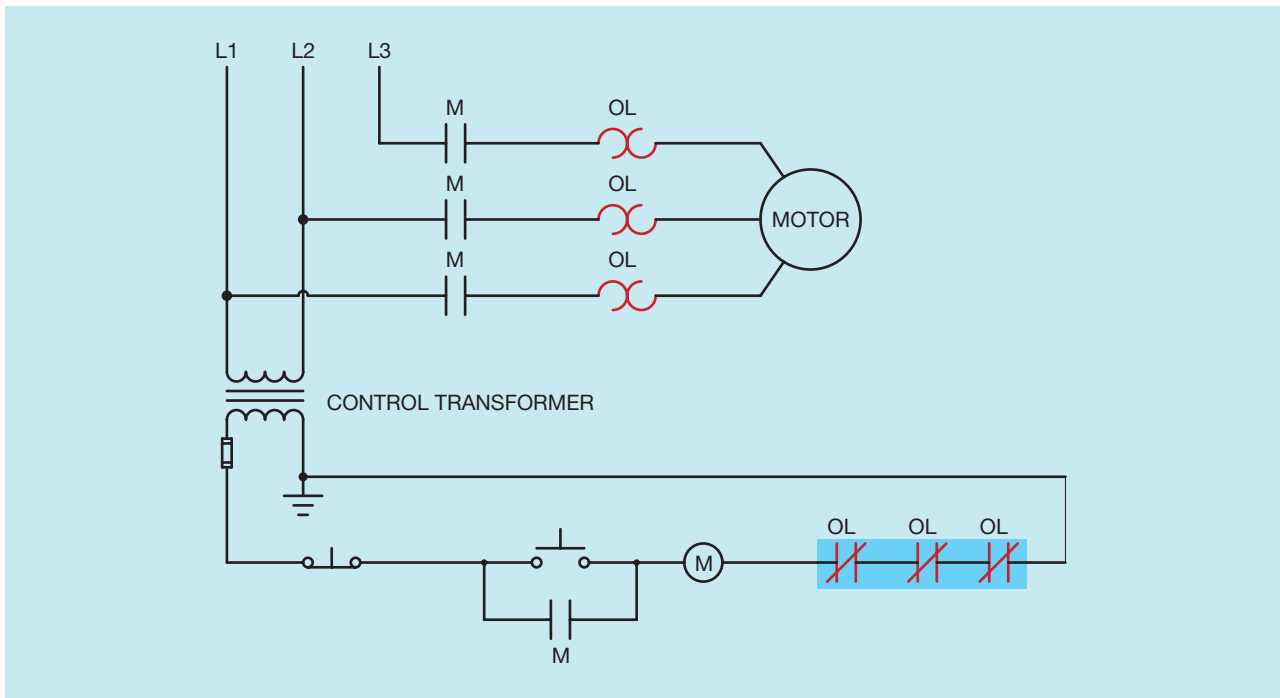 L1 L2 L3
M OL
M OL
MOTOR
M OL
CONTROL TRANSFORMER
OL OL OL
M
M